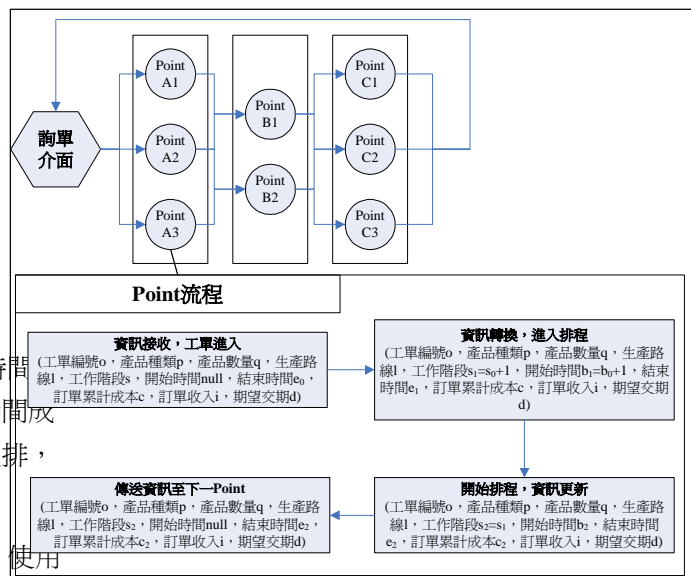 Point
A1
Point
A2
Point
A3
Point
B1
Point
B2
Point
C1
Point
C2
Point
C3
詢單
介面
Point流程
資訊接收，工單進入
(工單編號o，產品種類p，產品數量q，生產路
線l，工作階段s，開始時間null，結束時間e₀，
訂單累計成本c，訂單收入i，期望交期d)
資訊轉換，進入排程
(工單編號o，產品種類p，產品數量q，生產路
線l，工作階段s₁=s₀+1，開始時間b₁=b₀+1，結束
時間e₁，訂單累計成本c，訂單收入i，期望交期
d)
開始排程，資訊更新
(工單編號o，產品種類p，產品數量q，生產路
線l，工作階段s₂=s₁，開始時間b₂，結束時間
e₂，訂單累計成本c₂，訂單收入i，期望交期d)
傳送資訊至下一Point
(工單編號o，產品種類p，產品數量q，生產路
線l，工作階段s₂，開始時間null，結束時間e₂，
訂單累計成本c₂，訂單收入i，期望交期d)
時間
間成
排，
使用